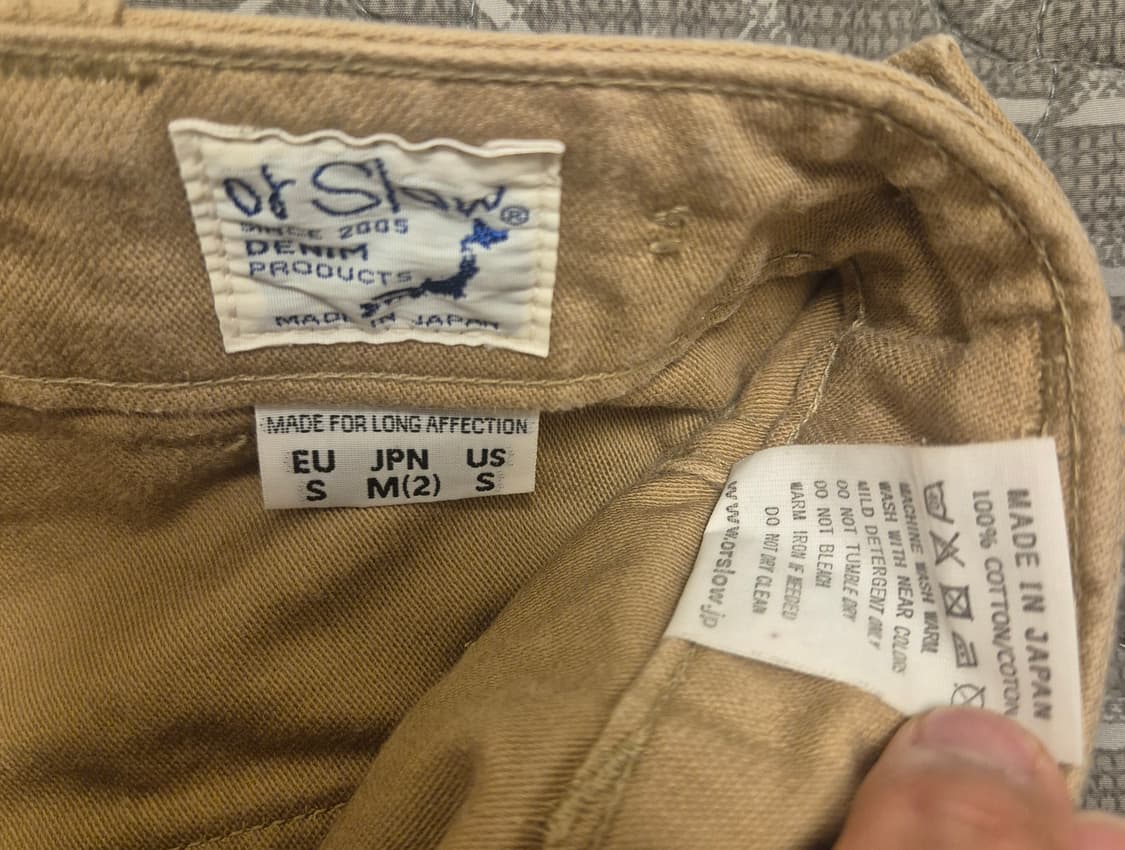 or Slow®
SINCE 2005
DENIM
PRODUCTS
MADE IN JAPAN
MADE FOR LONG AFFECTION
EU JPN US
S M(2) S
MADE IN JAPAN
100% COTTON/COTON
MACHINE WASH WARM
WASH WITH NEAR COLORS
MILD DETERGENT ONLY
DO NOT TUMBLE DRY
DO NOT BLEACH
WARM IRON IF NEEDED
DO NOT DRY CLEAN
www.orslow.jp